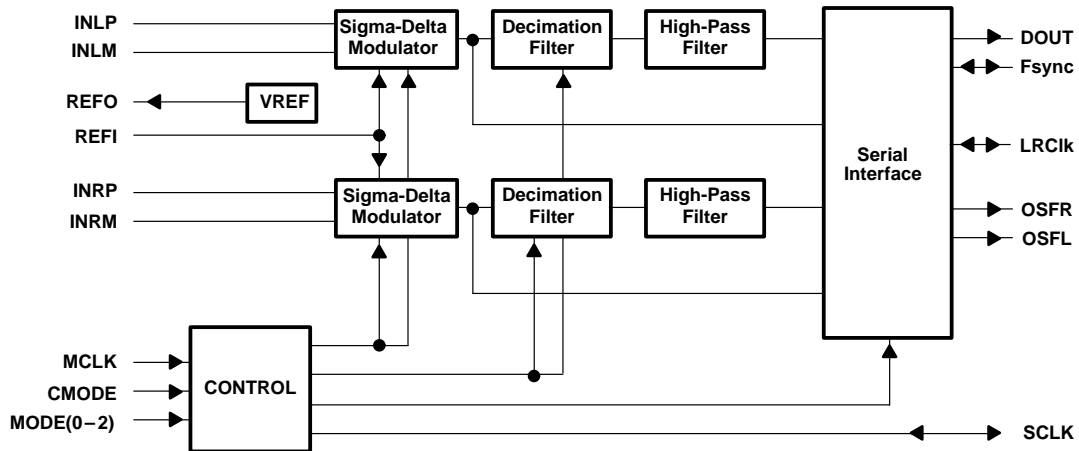 INLP
INLM
REFO
REFI
INRP
INRM
MCLK
CMODE
MODE(0−2)
VREF
CONTROL
Sigma-Delta
Modulator
Decimation
Filter
High-Pass
Filter
Sigma-Delta
Modulator
Decimation
Filter
High-Pass
Filter
Serial
Interface
DOUT
Fsync
LRClk
OSFR
OSFL
SCLK